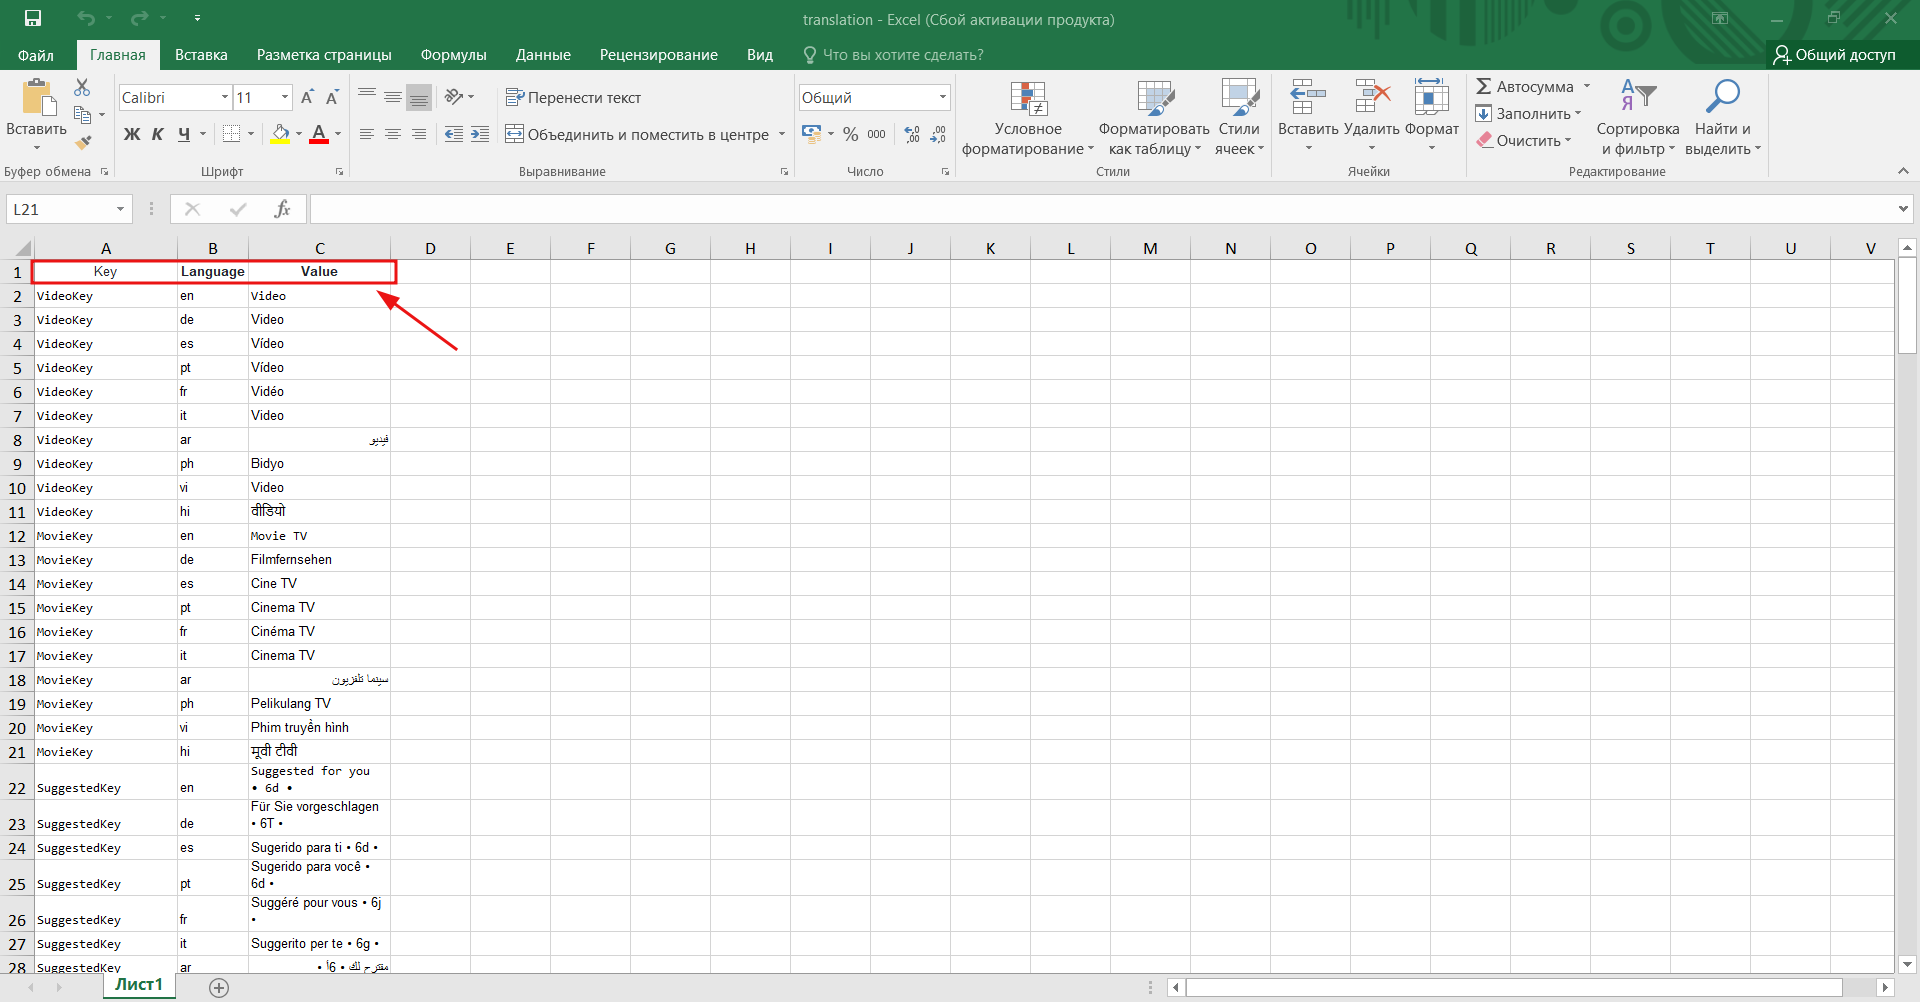 translation - Excel (Сбой активации продукта)
Файл Главная Вставка Разметка страницы Формулы Данные Рецензирование Вид Что вы хотите сделать? Общий доступ
Вставить
Буфер обмена
Calibri 11
Ж К Ч
А
Шрифт
Перенести текст
Объединить и поместить в центре
Выравнивание
Общий
% 000
Число
Условное форматирование
Форматировать как таблицу
Стили ячеек
Стили
Вставить Удалить Формат
Ячейки
Автосумма
Заполнить
Очистить
Сортировка и фильтр
Найти и выделить
Редактирование
L21 fx
A B C D E F G H I J K L M N O P Q R S T U V
1 Key Language Value
2 VideoKey en Video
3 VideoKey de Video
4 VideoKey es Vídeo
5 VideoKey pt Vídeo
6 VideoKey fr Vidéo
7 VideoKey it Video
8 VideoKey ar فيديو
9 VideoKey ph Bidyo
10 VideoKey vi Video
11 VideoKey hi वीडियो
12 MovieKey en Movie TV
13 MovieKey de Filmfernsehen
14 MovieKey es Cine TV
15 MovieKey pt Cinema TV
16 MovieKey fr Cinéma TV
17 MovieKey it Cinema TV
18 MovieKey ar سينما تلفزيون
19 MovieKey ph Pelikulang TV
20 MovieKey vi Phim truyền hình
21 MovieKey hi मूवी टीवी
22 SuggestedKey en Suggested for you • 6d •
23 SuggestedKey de Für Sie vorgeschlagen • 6T •
24 SuggestedKey es Sugerido para ti • 6d •
25 SuggestedKey pt Sugerido para você • 6d •
26 SuggestedKey fr Suggéré pour vous • 6j •
27 SuggestedKey it Suggerito per te • 6g •
28 SuggestedKey ar مقترح لك • 6أ •
Лист1